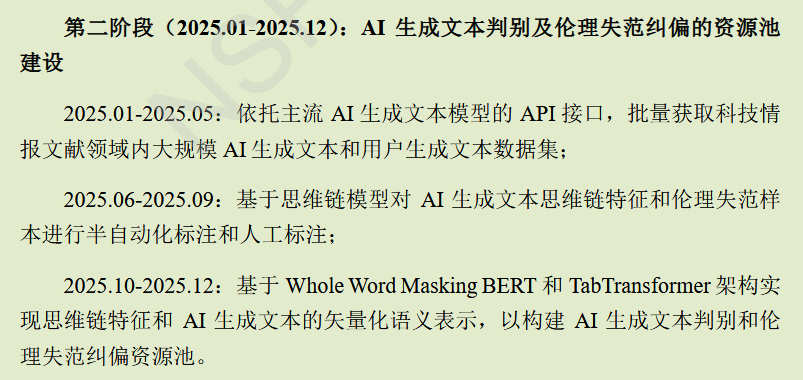 第二阶段（2025.01-2025.12）：AI 生成文本判别及伦理失范纠偏的资源池
建设
2025.01-2025.05：依托主流 AI 生成文本模型的 API 接口，批量获取科技情
报文献领域内大规模 AI 生成文本和用户生成文本数据集；
2025.06-2025.09：基于思维链模型对 AI 生成文本思维链特征和伦理失范样
本进行半自动化标注和人工标注；
2025.10-2025.12：基于 Whole Word Masking BERT 和 TabTransformer 架构实
现思维链特征和 AI 生成文本的矢量化语义表示，以构建 AI 生成文本判别和伦
理失范纠偏资源池。